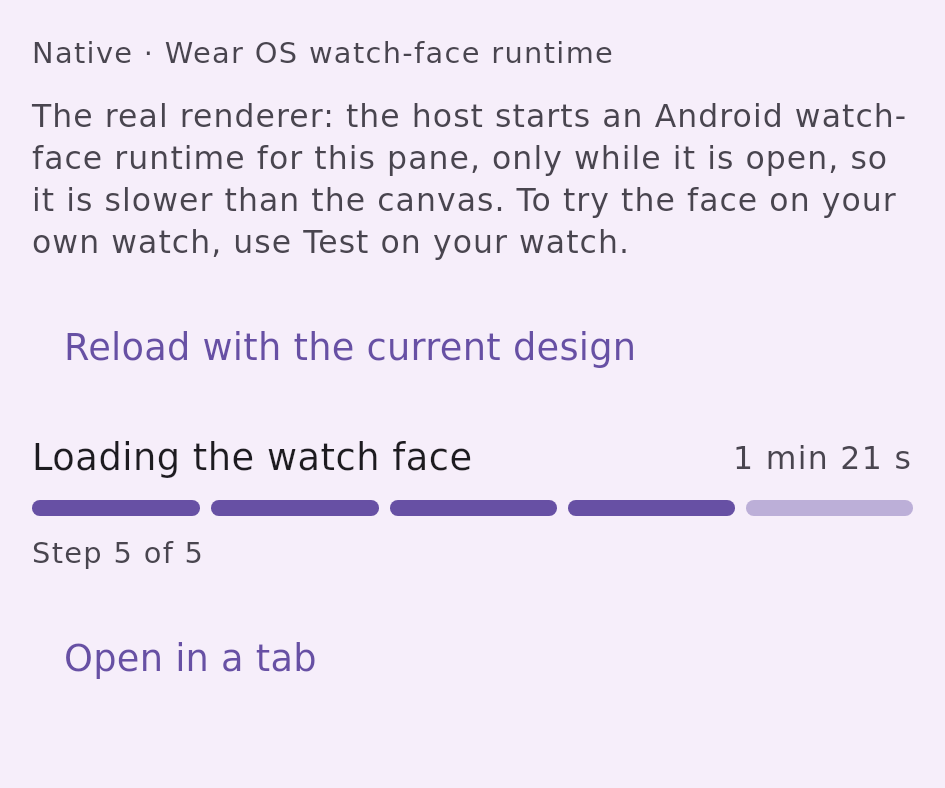 Native · Wear OS watch-face runtime
The real renderer: the host starts an Android watch-
face runtime for this pane, only while it is open, so
it is slower than the canvas. To try the face on your
own watch, use Test on your watch.
Reload with the current design
Loading the watch face 1 min 21 s
Step 5 of 5
Open in a tab